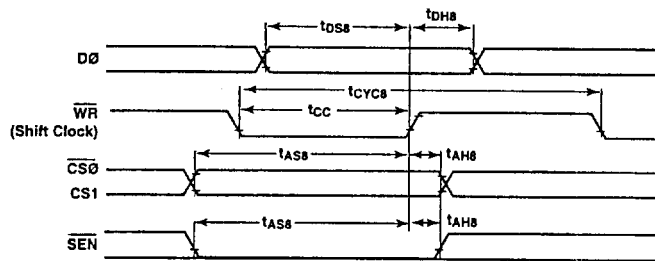 tDS8 tDH8
DØ
tCYC8
tCC
WR
(Shift Clock)
tAS8 tAH8
CSØ
CS1
tAS8 tAH8
SEN